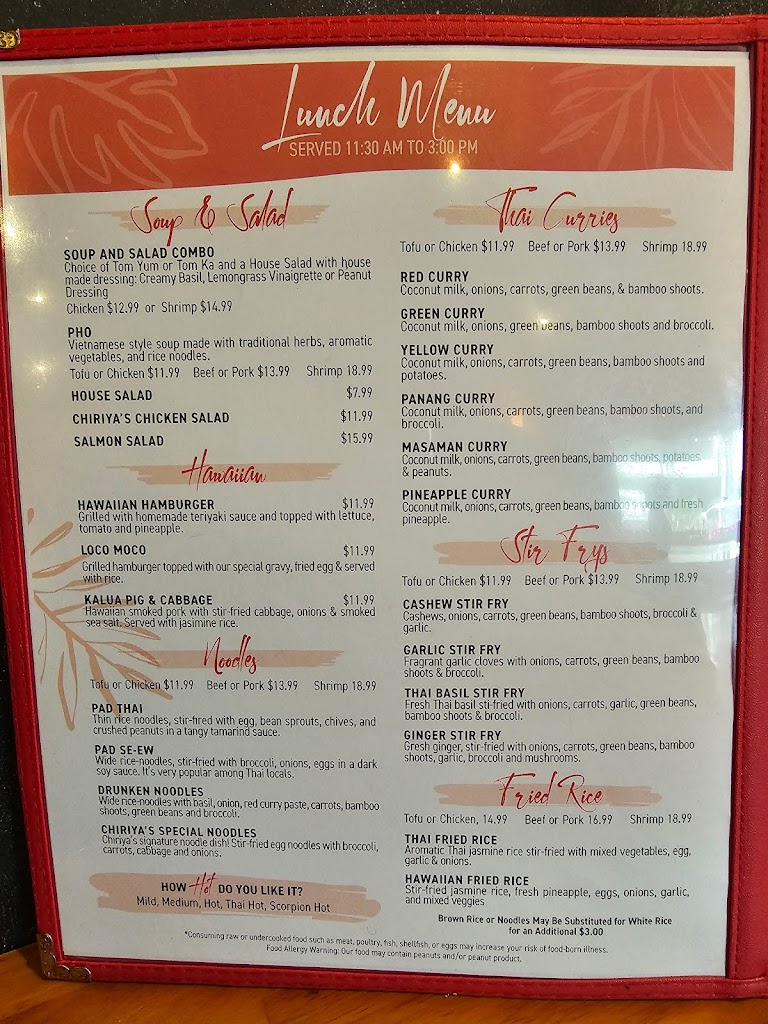 Lunch Menu
SERVED 11:30 AM TO 3:00 PM
Soup & Salad
SOUP AND SALAD COMBO
Choice of Tom Yum or Tom Ka and a House Salad with house
made dressing: Creamy Basil, Lemongrass Vinaigrette or Peanut
Dressing
Chicken $12.99 or Shrimp $14.99
PHO
Vietnamese style soup made with traditional herbs, aromatic
vegetables, and rice noodles.
Tofu or Chicken $11.99 Beef or Pork $13.99 Shrimp 18.99
HOUSE SALAD $7.99
CHIRIYA'S CHICKEN SALAD $11.99
SALMON SALAD $15.99
Hawaiian
HAWAIIAN HAMBURGER $11.99
Grilled with homemade teriyaki sauce and topped with lettuce,
tomato and pineapple.
LOCO MOCO $11.99
Grilled hamburger topped with our special gravy, fried egg & served
with rice.
KALUA PIG & CABBAGE $11.99
Hawaiian smoked pork with stir-fried cabbage, onions & smoked
sea salt. Served with jasimine rice.
Noodles
Tofu or Chicken $11.99 Beef or Pork $13.99 Shrimp 18.99
PAD THAI
Thin rice noodles, stir-fired with egg, bean sprouts, chives, and
crushed peanuts in a tangy tamarind sauce.
PAD SE-EW
Wide rice-noodles, stir-fried with broccoli, onions, eggs in a dark
soy sauce. It's very popular among Thai locals.
DRUNKEN NOODLES
Wide rice-noodles with basil, onion, red curry paste, carrots, bamboo
shoots, green beans and broccoli.
CHIRIYA'S SPECIAL NOODLES
Chiriya's signature noodle dish! Stir-fried egg noodles with broccoli,
carrots, cabbage and onions.
HOW Hot DO YOU LIKE IT?
Mild, Medium, Hot, Thai Hot, Scorpion Hot
Thai Curries
Tofu or Chicken $11.99 Beef or Pork $13.99 Shrimp 18.99
RED CURRY
Coconut milk, onions, carrots, green beans, & bamboo shoots.
GREEN CURRY
Coconut milk, onions, green beans, bamboo shoots and broccoli.
YELLOW CURRY
Coconut milk, onions, carrots, green beans, bamboo shoots and
potatoes.
PANANG CURRY
Coconut milk, onions, carrots, green beans, bamboo shoots, and
broccoli.
MASAMAN CURRY
Coconut milk, onions, carrots, green beans, bamboo shoots, potatoes,
& peanuts.
PINEAPPLE CURRY
Coconut milk, onions, carrots, green beans, bamboo shoots and fresh
pineapple.
Stir Frys
Tofu or Chicken $11.99 Beef or Pork $13.99 Shrimp 18.99
CASHEW STIR FRY
Cashews, onions, carrots, green beans, bamboo shoots, broccoli &
garlic.
GARLIC STIR FRY
Fragrant garlic cloves with onions, carrots, green beans, bamboo
shoots & broccoli.
THAI BASIL STIR FRY
Fresh Thai basil sti-fried with onions, carrots, garlic, green beans,
bamboo shoots & broccoli.
GINGER STIR FRY
Gresh ginger, stir-fried with onions, carrots, green beans, bamboo
shoots, garlic, broccoli and mushrooms.
Fried Rice
Tofu or Chicken, 14.99 Beef or Pork 16.99 Shrimp 18.99
THAI FRIED RICE
Aromatic Thai jasmine rice stir-fried with mixed vegetables, egg,
garlic & onions.
HAWAIIAN FRIED RICE
Stir-fried jasmine rice, fresh pineapple, eggs, onions, garlic,
and mixed veggies
Brown Rice or Noodles May Be Substituted for White Rice
for an Additional $3.00
*Consuming raw or undercooked food such as meat, poultry, fish, shellfish, or eggs may increase your risk of food-born illness.
Food Allergy Warning: Our food may contain peanuts and/or peanut product.